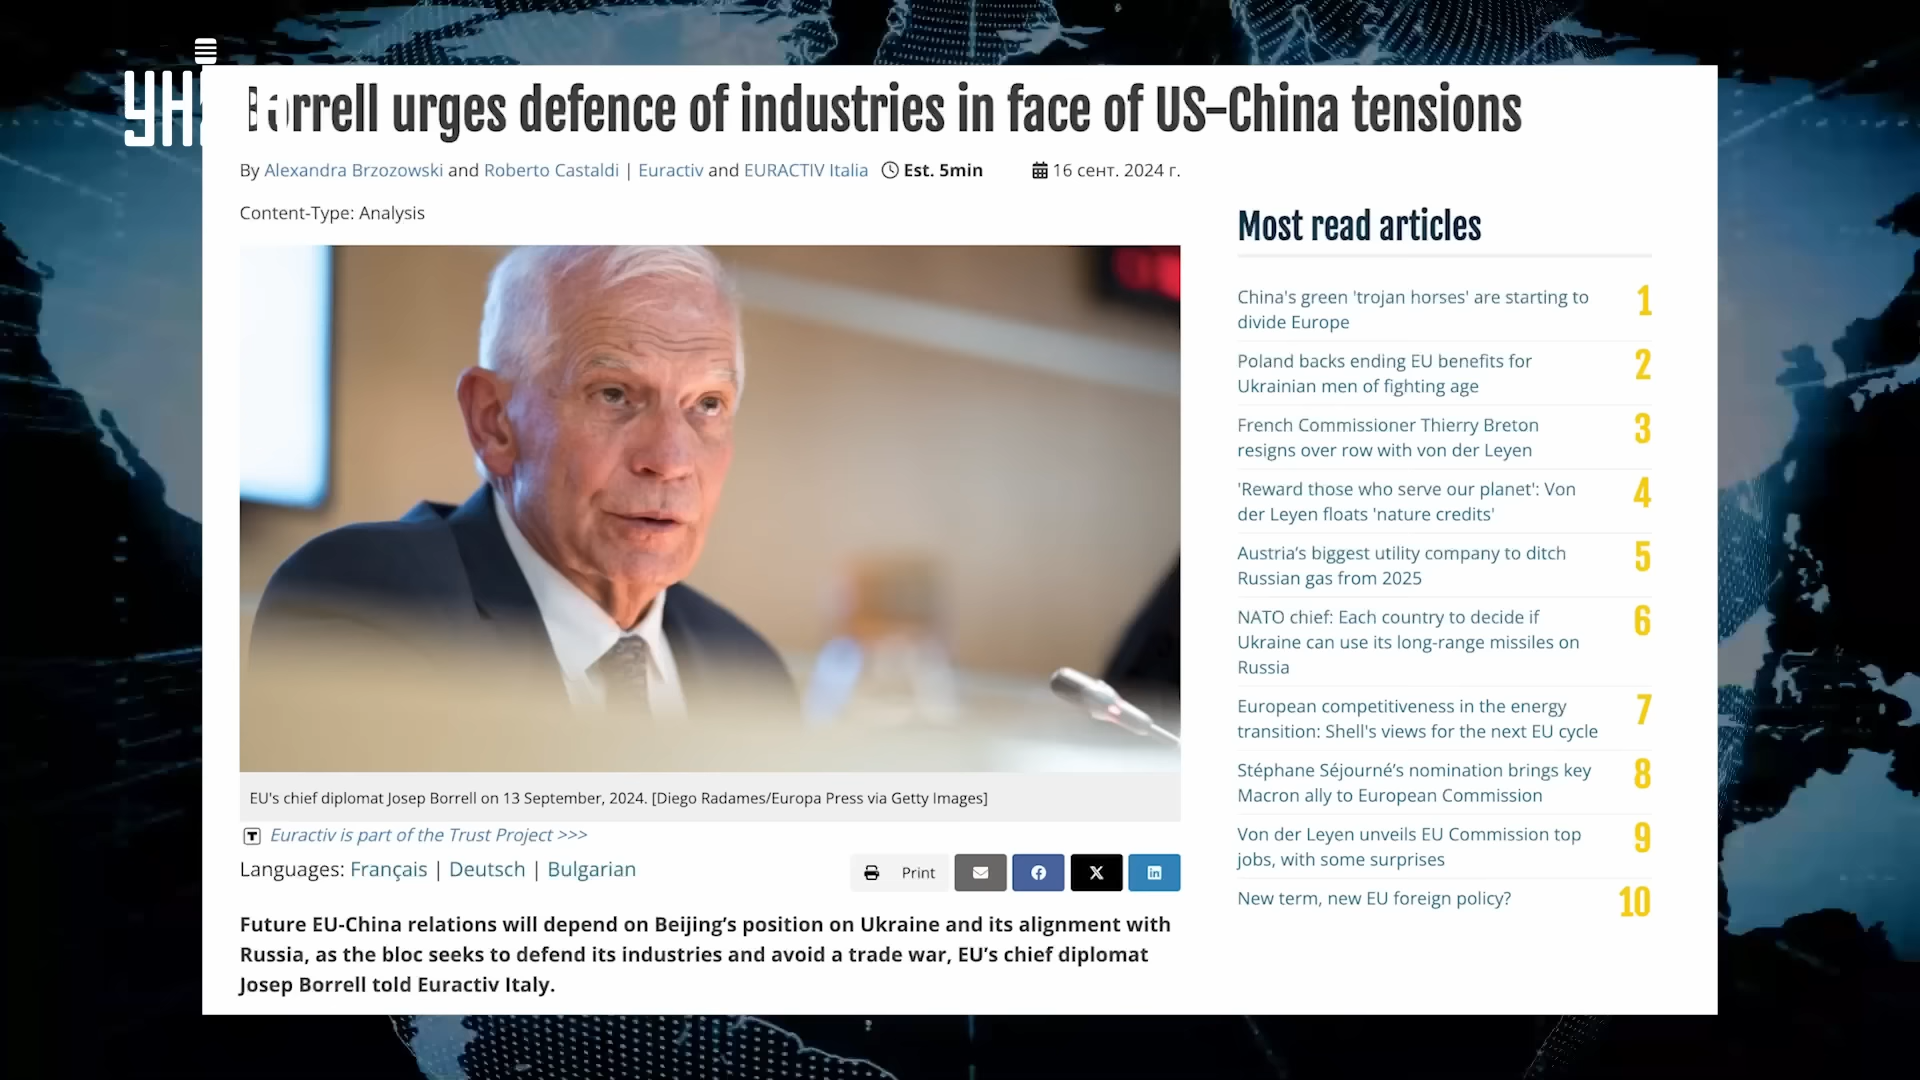 Borrell urges defence of industries in face of US-China tensions
By Alexandra Brzozowski and Roberto Castaldi | Euractiv and EURACTIV Italia Est. 5min 16 сент. 2024 г.
Content-Type: Analysis
EU's chief diplomat Josep Borrell on 13 September, 2024. [Diego Radames/Europa Press via Getty Images]
T Euractiv is part of the Trust Project >>>
Languages: Français | Deutsch | Bulgarian
Print
Future EU-China relations will depend on Beijing's position on Ukraine and its alignment with
Russia, as the bloc seeks to defend its industries and avoid a trade war, EU's chief diplomat
Josep Borrell told Euractiv Italy.
Most read articles
China's green 'trojan horses' are starting to 1
divide Europe
Poland backs ending EU benefits for 2
Ukrainian men of fighting age
French Commissioner Thierry Breton 3
resigns over row with von der Leyen
'Reward those who serve our planet': Von 4
der Leyen floats 'nature credits'
Austria's biggest utility company to ditch 5
Russian gas from 2025
NATO chief: Each country to decide if 6
Ukraine can use its long-range missiles on
Russia
European competitiveness in the energy 7
transition: Shell's views for the next EU cycle
Stéphane Séjourné's nomination brings key 8
Macron ally to European Commission
Von der Leyen unveils EU Commission top 9
jobs, with some surprises
New term, new EU foreign policy? 10